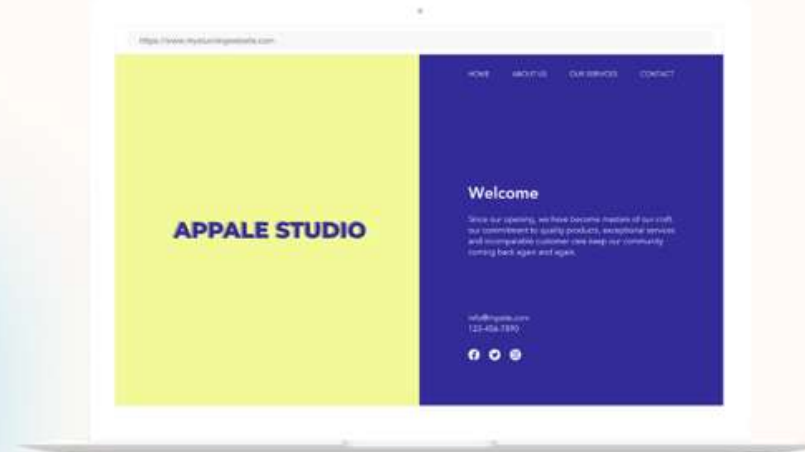 https://www.mystunningwebsite.com
HOME ABOUT US OUR SERVICES CONTACT
APPALE STUDIO
Welcome
Since our opening, we have become masters of our craft.
our commitment to quality products, exceptional services
and incomparable customer care keep our community
coming back again and again.
info@mysite.com
123-456-7890